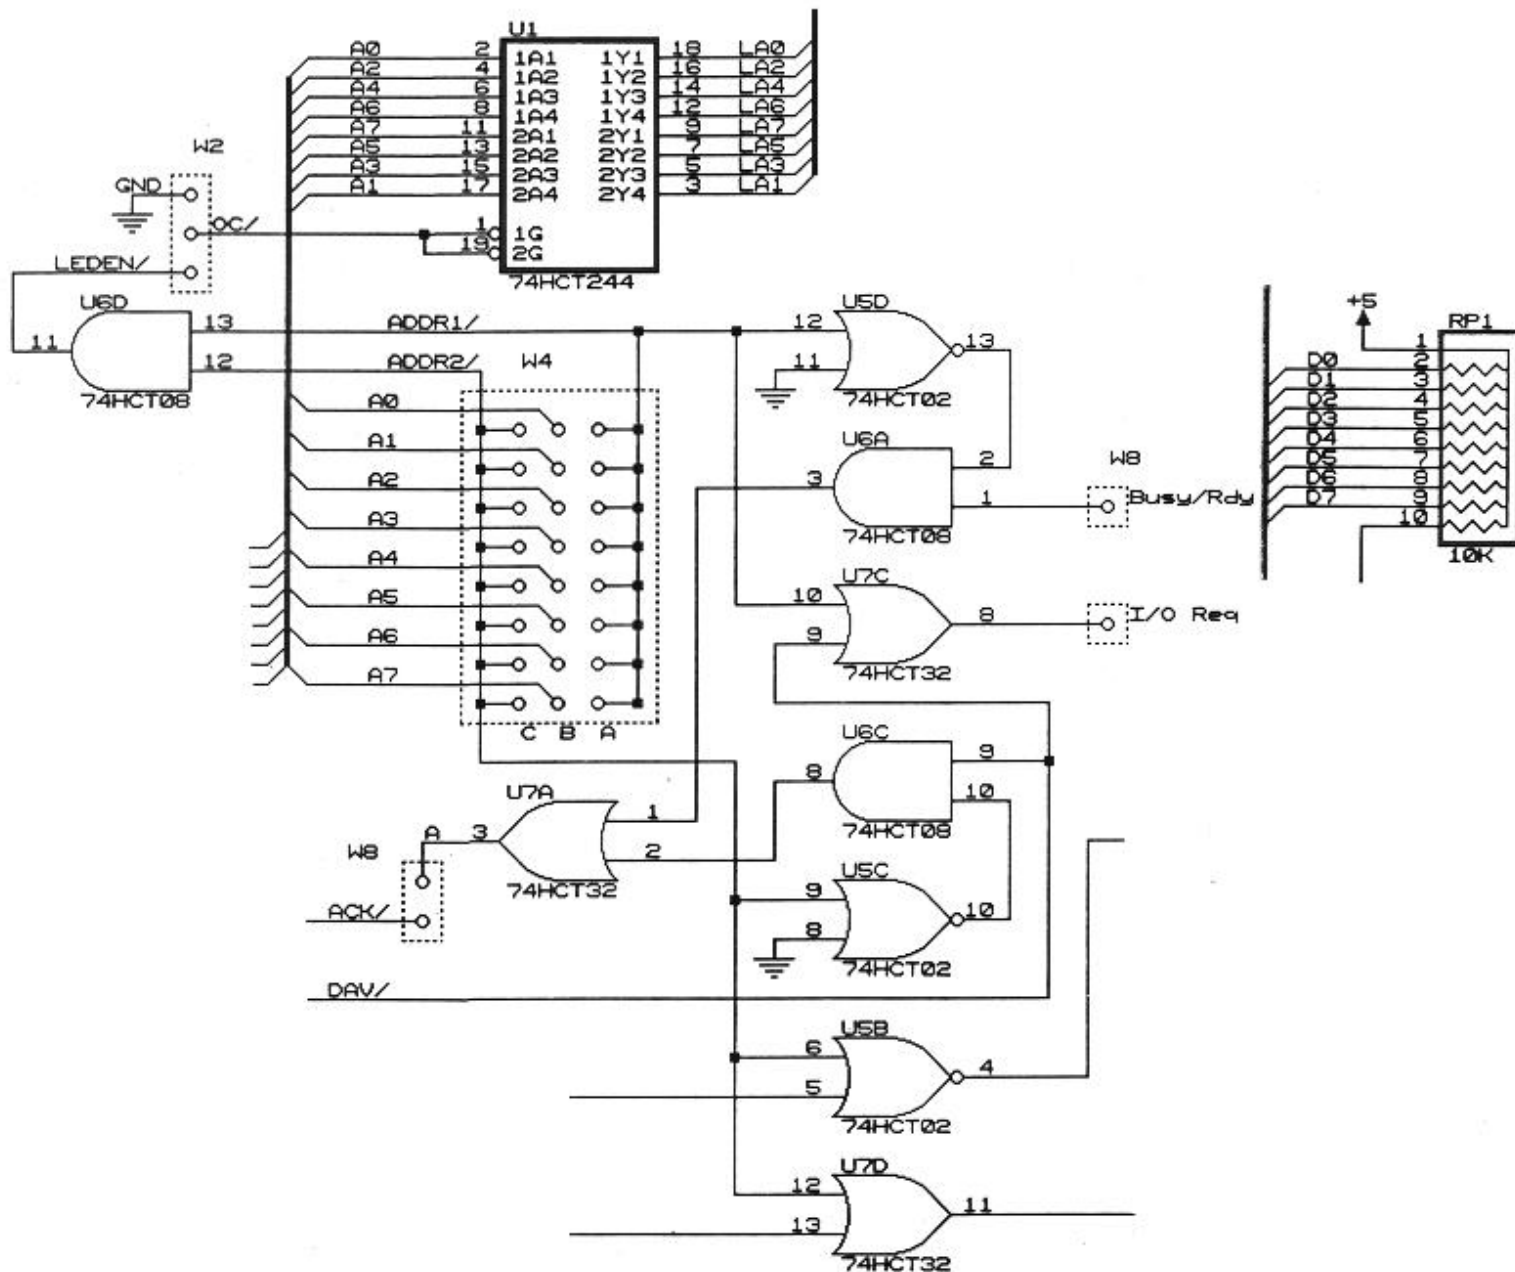 U1
A0 2 1A1 1Y1 18 LA0
A2 4 1A2 1Y2 16 LA2
A4 6 1A3 1Y3 14 LA4
A6 8 1A4 1Y4 12 LA6
A7 11 2A1 2Y1 9 LA7
A5 13 2A2 2Y2 7 LA5
A3 15 2A3 2Y3 5 LA3
A1 17 2A4 2Y4 3 LA1
W2
GND
OC/ 1 1G
19 2G
LEDEN/
74HCT244
U6D
13 ADDR1/
11
12 ADDR2/
74HCT08
W4
A0
A1
A2
A3
A4
A5
A6
A7
C B A
U5D
12 13
11
74HCT02
U6A
2
3
1
74HCT08
W8
Busy/Rdy
U7C
10
8 I/O Req
9
74HCT32
+5
RP1
1
D0 2
D1 3
D2 4
D3 5
D4 6
D5 7
D6 8
D7 9
10
10K
U6C
9
8
10
74HCT08
U7A
1
A 3
2
74HCT32
W8
ACK/
U5C
9
10
8
74HCT02
DAV/
U5B
6
4
5
74HCT02
U7D
12
11
13
74HCT32